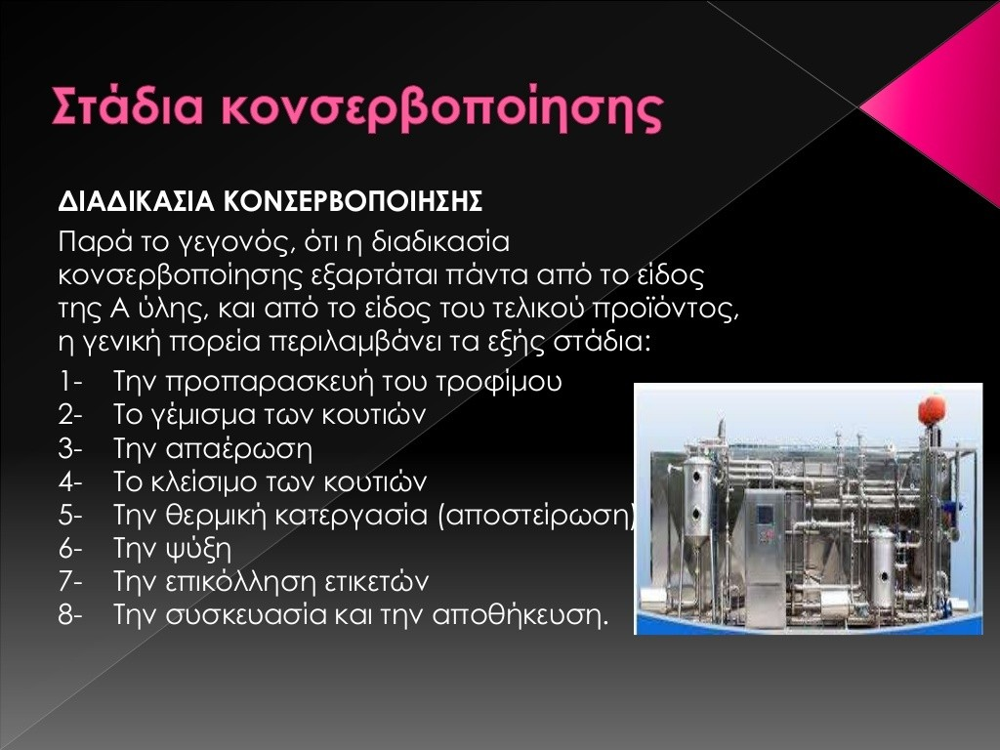 Στάδια κονσερβοποίησης
ΔΙΑΔΙΚΑΣΙΑ ΚΟΝΣΕΡΒΟΠΟΙΗΣΗΣ
Παρά το γεγονός, ότι η διαδικασία
κονσερβοποίησης εξαρτάται πάντα από το είδος
της Α ύλης, και από το είδος του τελικού προϊόντος,
η γενική πορεία περιλαμβάνει τα εξής στάδια:
1- Την προπαρασκευή του τροφίμου
2- Το γέμισμα των κουτιών
3- Την απαέρωση
4- Το κλείσιμο των κουτιών
5- Την θερμική κατεργασία (αποστείρωση)
6- Την ψύξη
7- Την επικόλληση ετικετών
8- Την συσκευασία και την αποθήκευση.